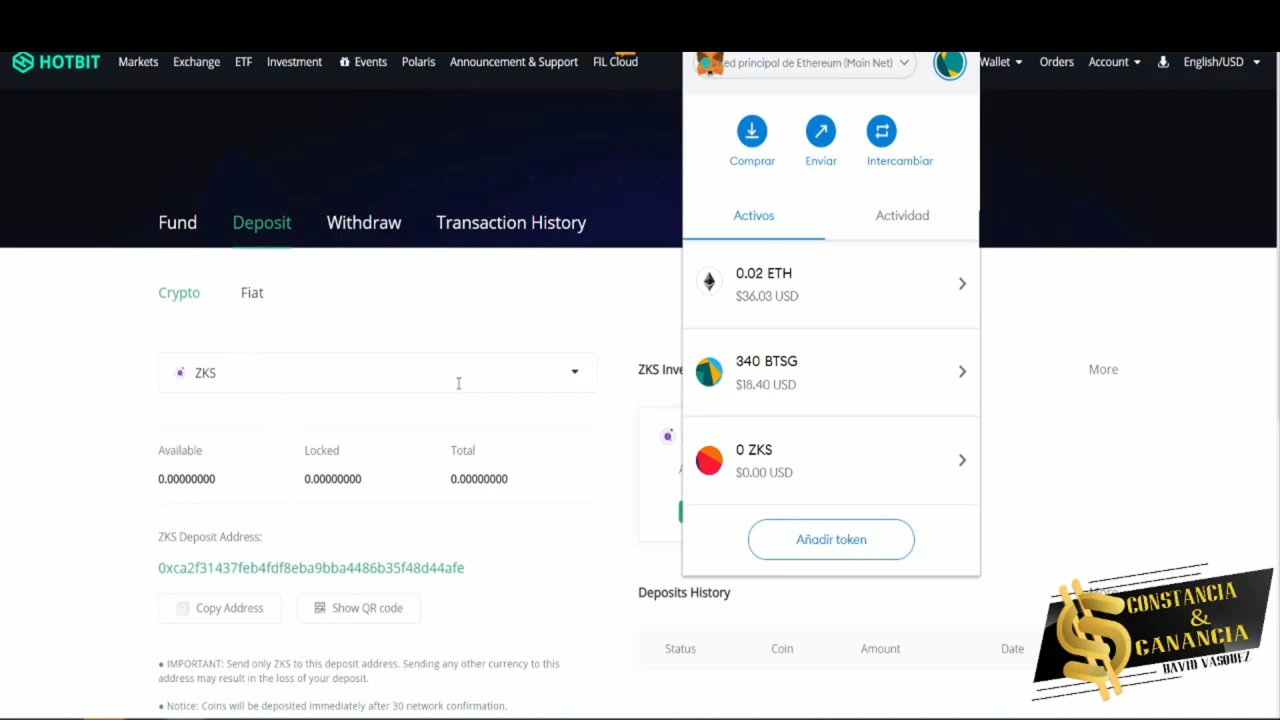 HOTBIT Markets Exchange ETF Investment Events Polaris Announcement & Support FIL Cloud
ed principal de Ethereum (Main Net)
Wallet Orders Account English/USD
Comprar Enviar Intercambiar
Fund Deposit Withdraw Transaction History
Activos Actividad
Crypto Fiat
0.02 ETH
$36.03 USD
ZKS
340 BTSG
$18.40 USD
ZKS Inve
More
Available Locked Total
0.00000000 0.00000000 0.00000000
0 ZKS
$0.00 USD
ZKS Deposit Address:
0xca2f31437feb4fdf8eba9bba4486b35f48d44afe
Añadir token
Copy Address Show QR code
Deposits History
Status Coin Amount Date
● IMPORTANT: Send only ZKS to this deposit address. Sending any other currency to this
address may result in the loss of your deposit.
● Notice: Coins will be deposited immediately after 30 network confirmation.
CONSTANCIA
&
GANANCIA
DAVID VASQUEZ